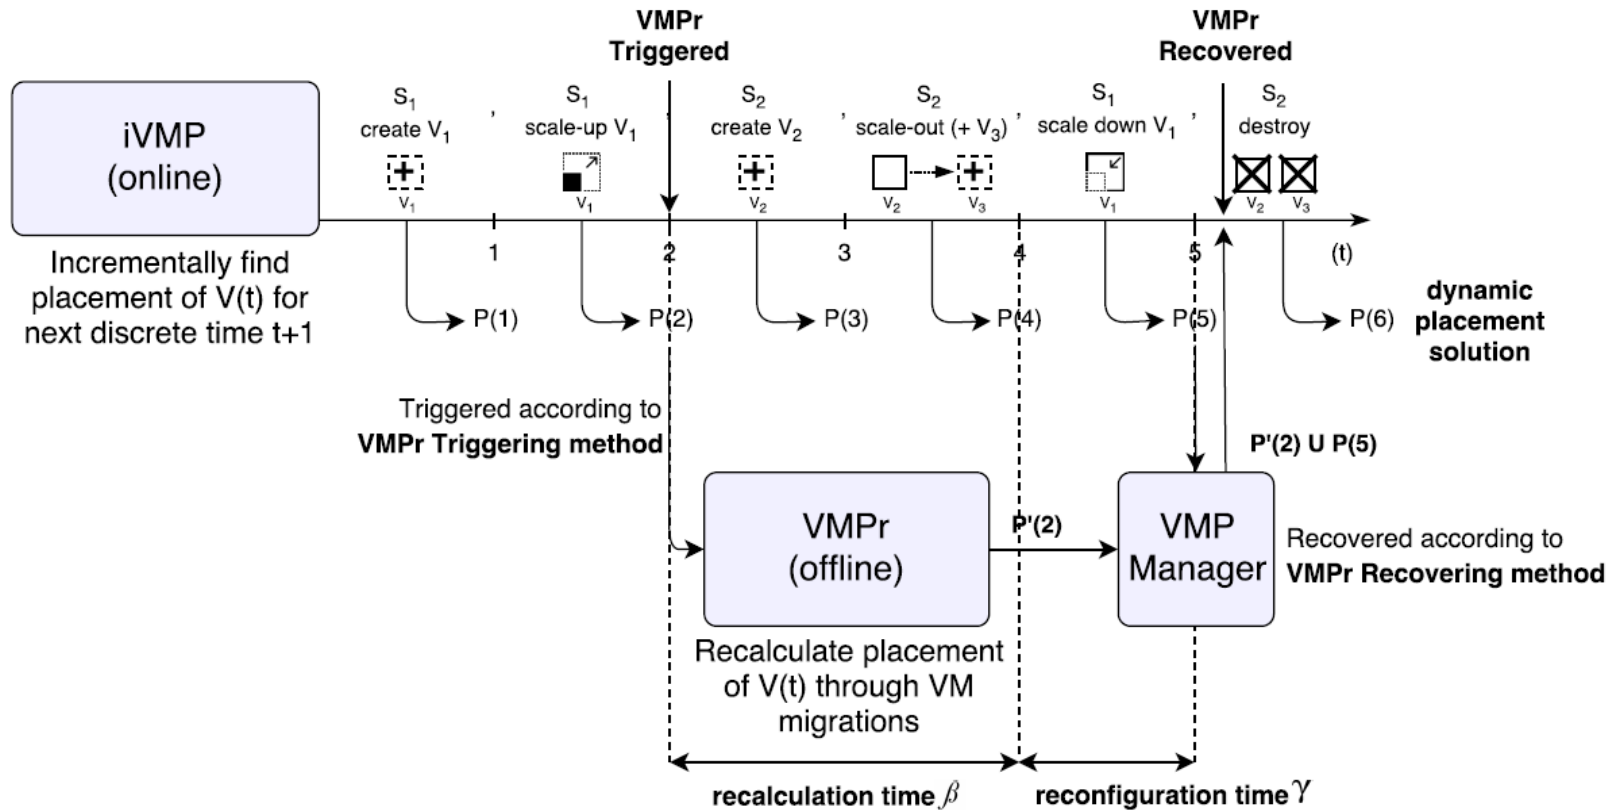 VMPr
Triggered
VMPr
Recovered
iVMP
(online)
S1
create V1
V1
,
S1
scale-up V1
V1
,
S2
create V2
V2
,
S2
scale-out (+ V3)
V2
V3
,
S1
scale down V1
V1
,
S2
destroy
V2
V3
1
2
3
4
5
(t)
Incrementally find
placement of V(t) for
next discrete time t+1
P(1)
P(2)
P(3)
P(4)
P(5)
P(6)
dynamic
placement
solution
Triggered according to
VMPr Triggering method
P'(2) U P(5)
VMPr
(offline)
P'(2)
VMP
Manager
Recovered according to
VMPr Recovering method
Recalculate placement
of V(t) through VM
migrations
recalculation time β
reconfiguration time γ